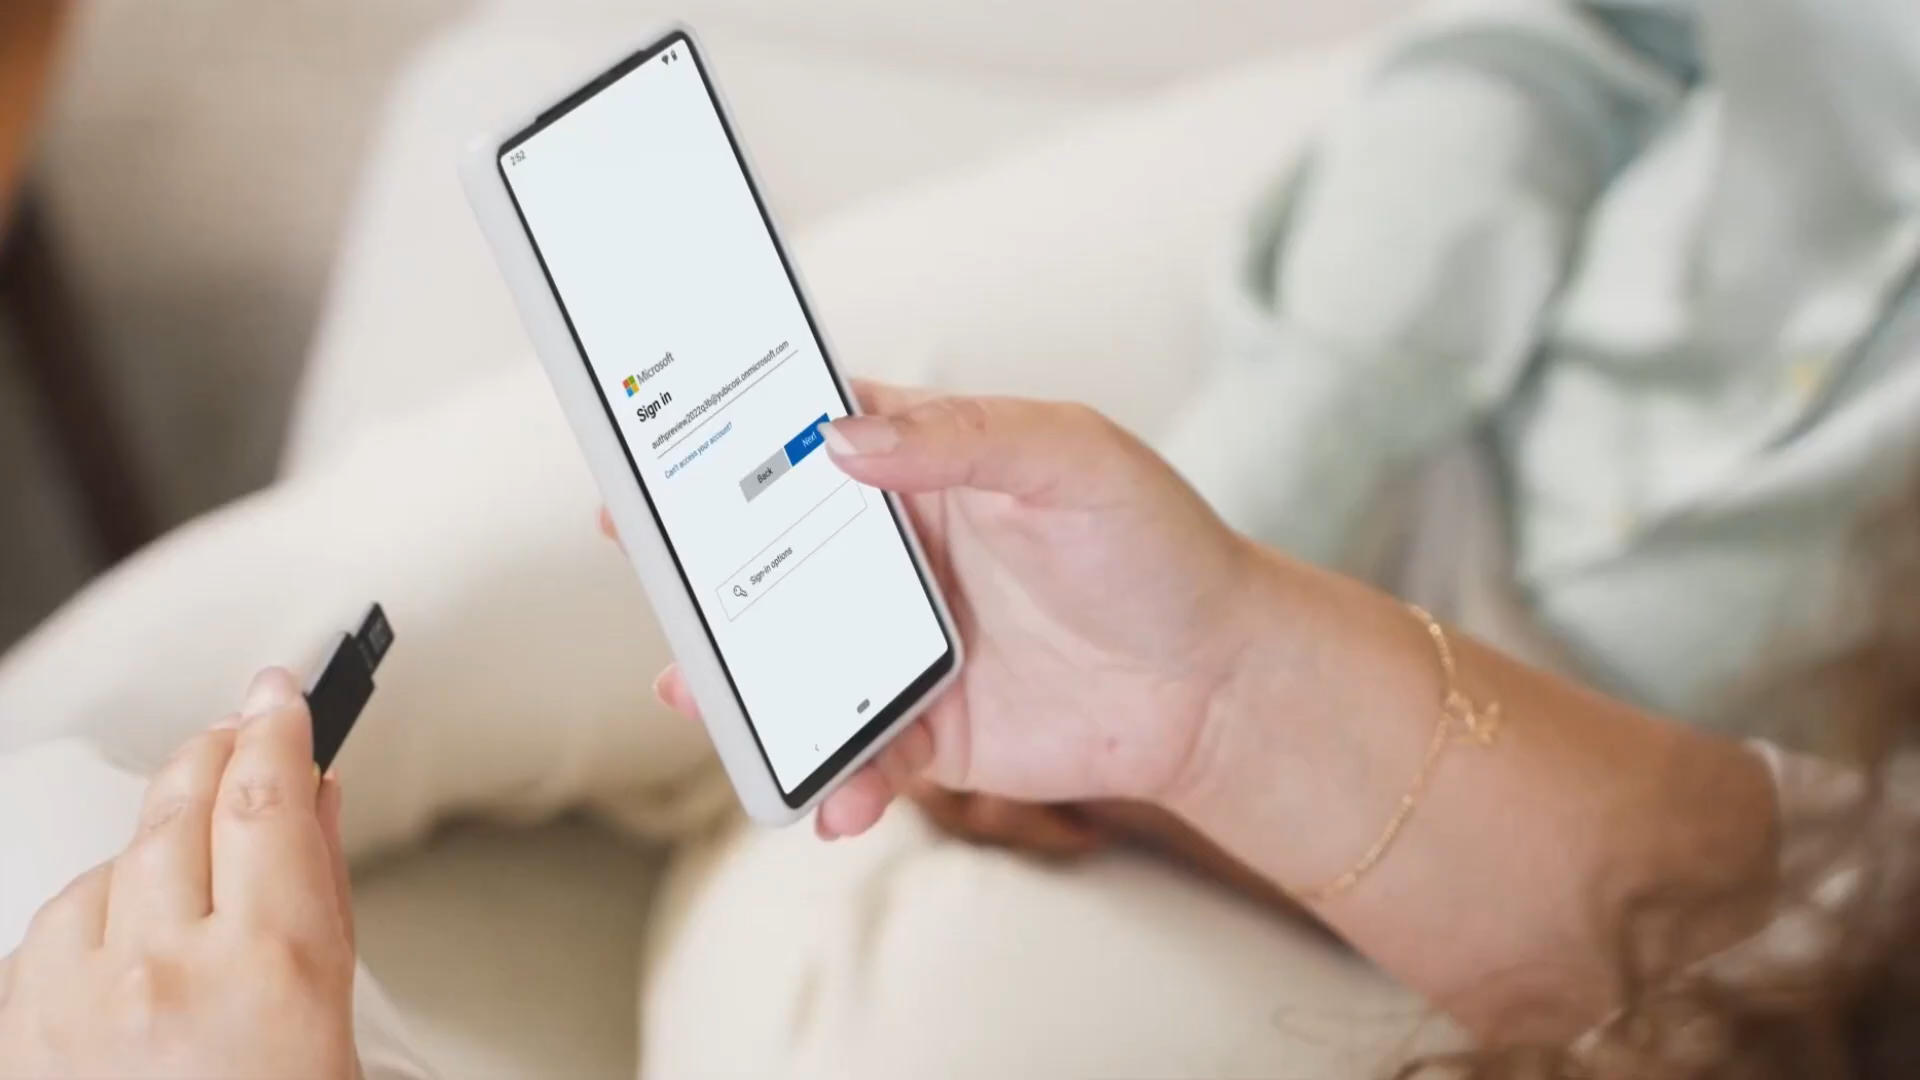 2:52
Microsoft
Sign in
authpreview2022q3b@yubicosi.onmicrosoft.com
Can't access your account?
Back
Next
Sign-in options